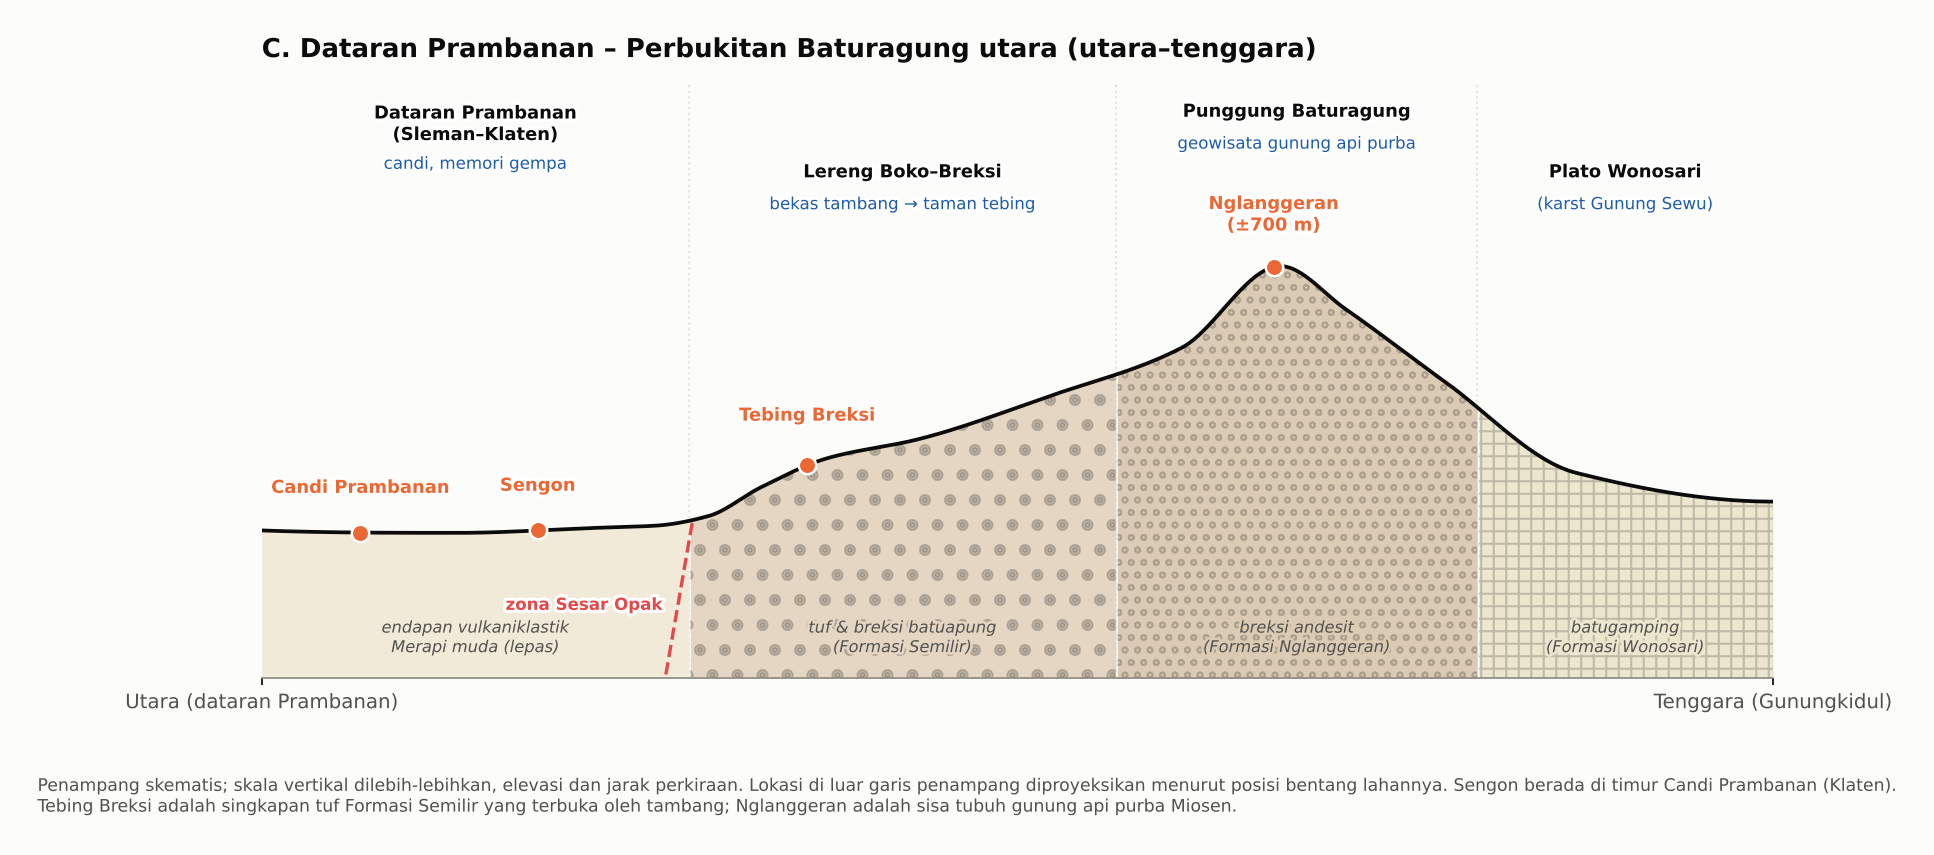 C. Dataran Prambanan – Perbukitan Baturagung utara (utara–tenggara)
Dataran Prambanan
(Sleman–Klaten)
candi, memori gempa
Lereng Boko–Breksi
bekas tambang → taman tebing
Punggung Baturagung
geowisata gunung api purba
Nglanggeran
(±700 m)
Plato Wonosari
(karst Gunung Sewu)
Tebing Breksi
Candi Prambanan
Sengon
zona Sesar Opak
endapan vulkaniklastik
Merapi muda (lepas)
tuf & breksi batuapung
(Formasi Semilir)
breksi andesit
(Formasi Nglanggeran)
batugamping
(Formasi Wonosari)
Utara (dataran Prambanan)
Tenggara (Gunungkidul)
Penampang skematis; skala vertikal dilebih-lebihkan, elevasi dan jarak perkiraan. Lokasi di luar garis penampang diproyeksikan menurut posisi bentang lahannya. Sengon berada di timur Candi Prambanan (Klaten).
Tebing Breksi adalah singkapan tuf Formasi Semilir yang terbuka oleh tambang; Nglanggeran adalah sisa tubuh gunung api purba Miosen.